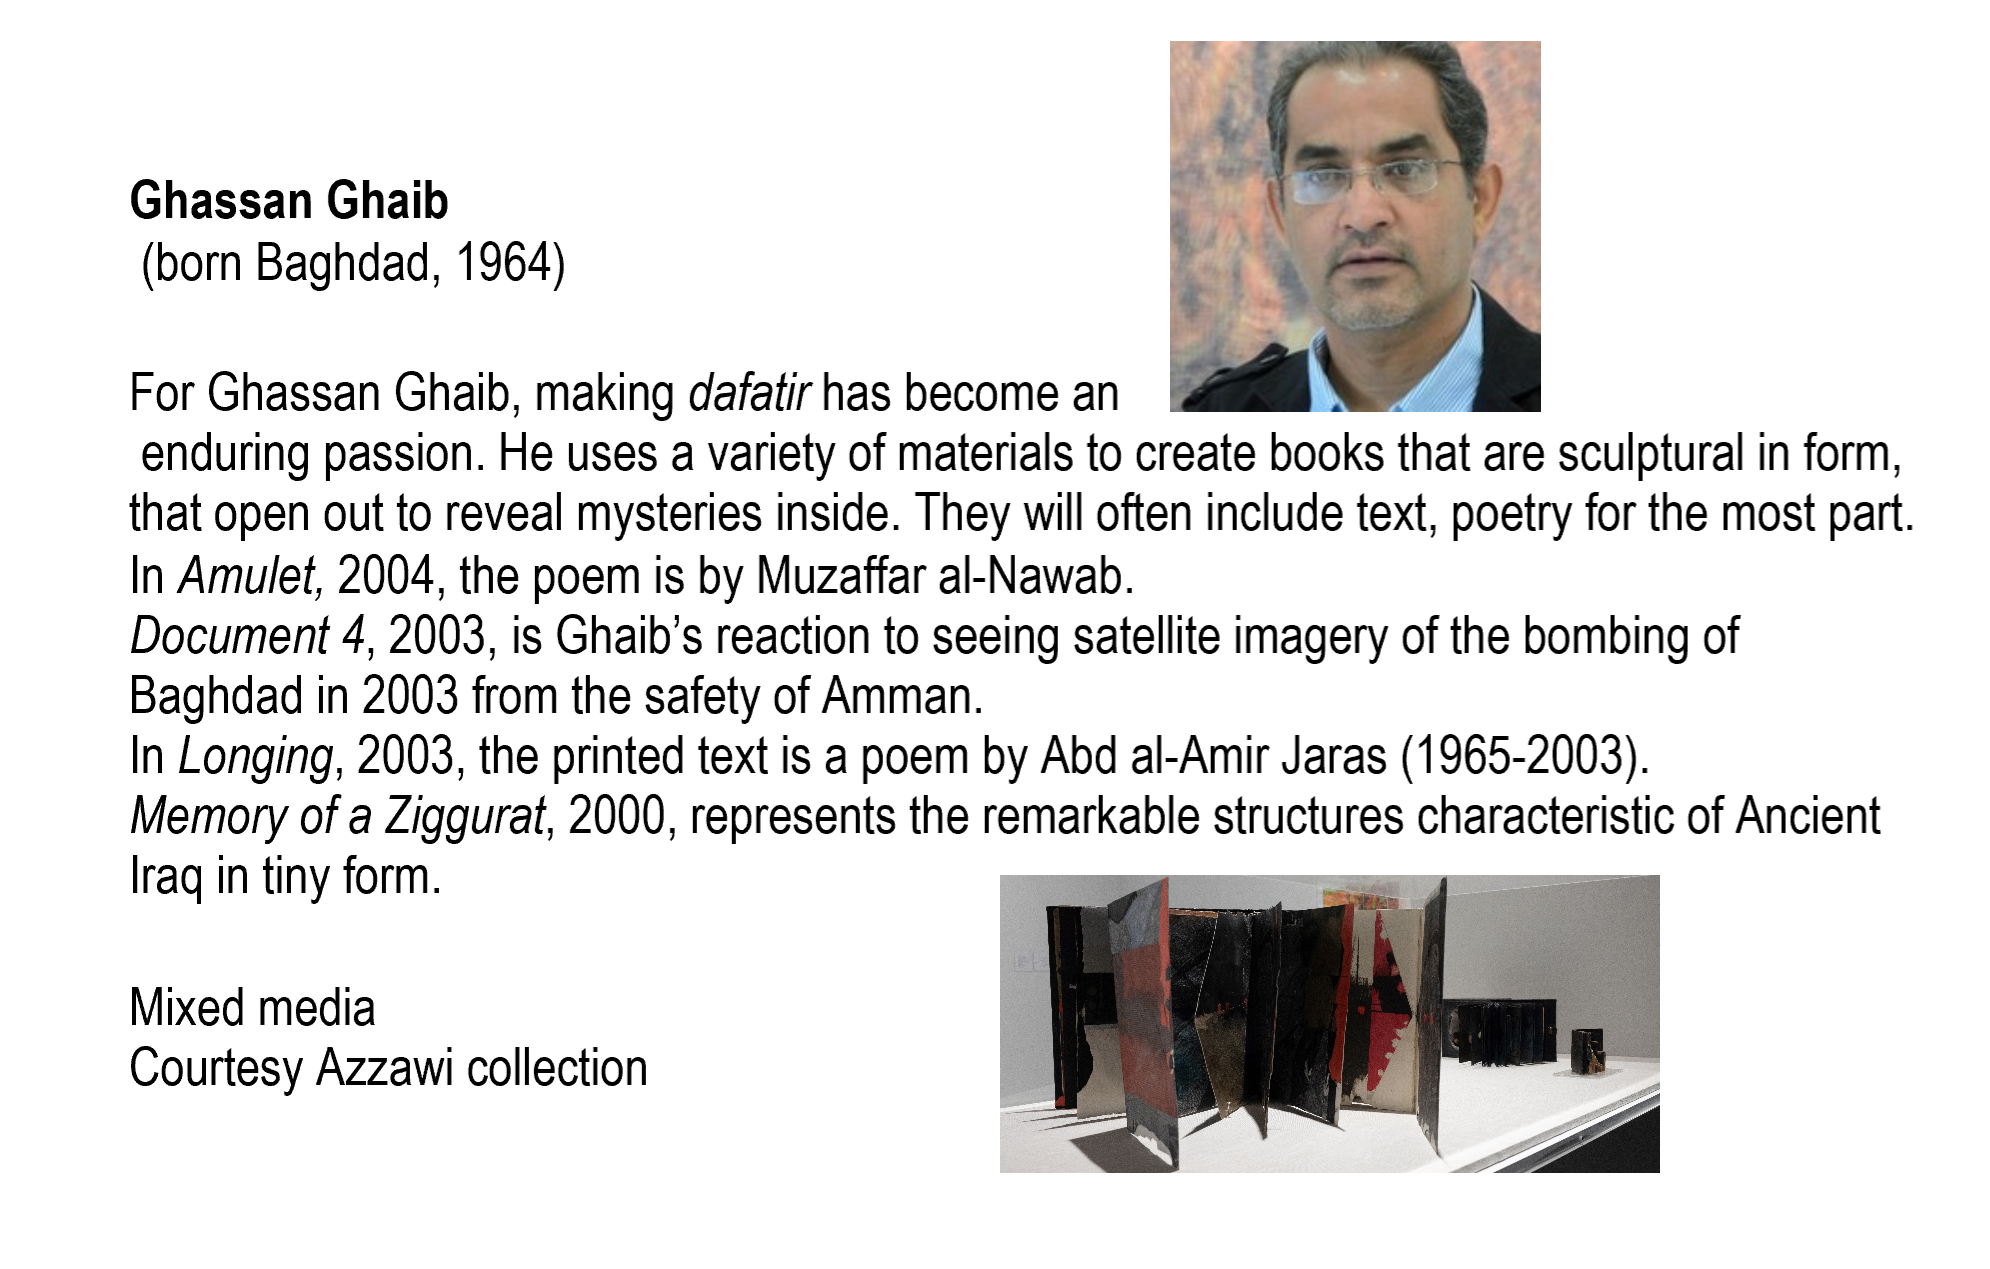 Ghassan Ghaib
(born Baghdad, 1964)
For Ghassan Ghaib, making dafatir has become an
enduring passion. He uses a variety of materials to create books that are sculptural in form,
that open out to reveal mysteries inside. They will often include text, poetry for the most part.
In Amulet, 2004, the poem is by Muzaffar al-Nawab.
Document 4, 2003, is Ghaib’s reaction to seeing satellite imagery of the bombing of
Baghdad in 2003 from the safety of Amman.
In Longing, 2003, the printed text is a poem by Abd al-Amir Jaras (1965-2003).
Memory of a Ziggurat, 2000, represents the remarkable structures characteristic of Ancient
Iraq in tiny form.
Mixed media
Courtesy Azzawi collection